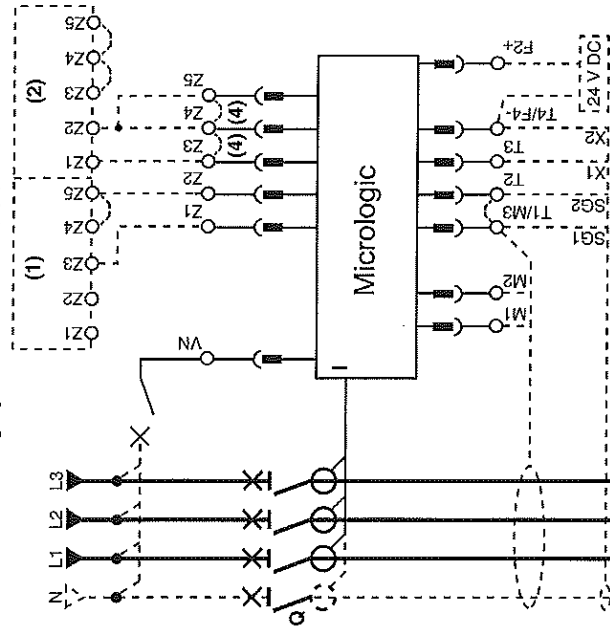 (1)
(2)
Z1
Z2
Z3
Z4
Z5
Z1
Z2
Z3
Z4
Z5
Z1
Z2
Z3
Z4
Z5
(4)
(4)
N
L1
L2
L3
VN
Q
I
Micrologic
M1
M2
T1/M3
T2
T3
T4/F4-
F2+
SG1
SG2
X1
X2
24 V DC